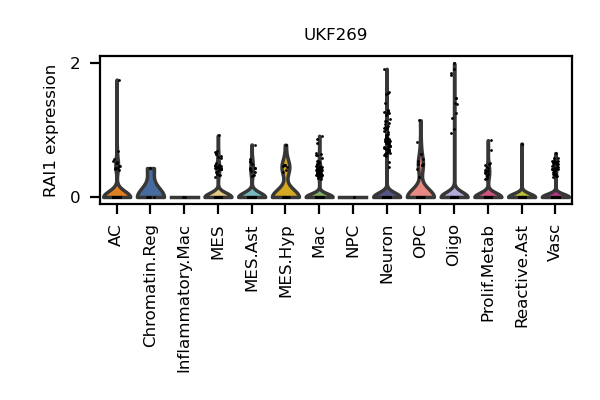 UKF269
RAI1 expression
2
0
AC
Chromatin.Reg
Inflammatory.Mac
MES
MES.Ast
MES.Hyp
Mac
NPC
Neuron
OPC
Oligo
Prolif.Metab
Reactive.Ast
Vasc